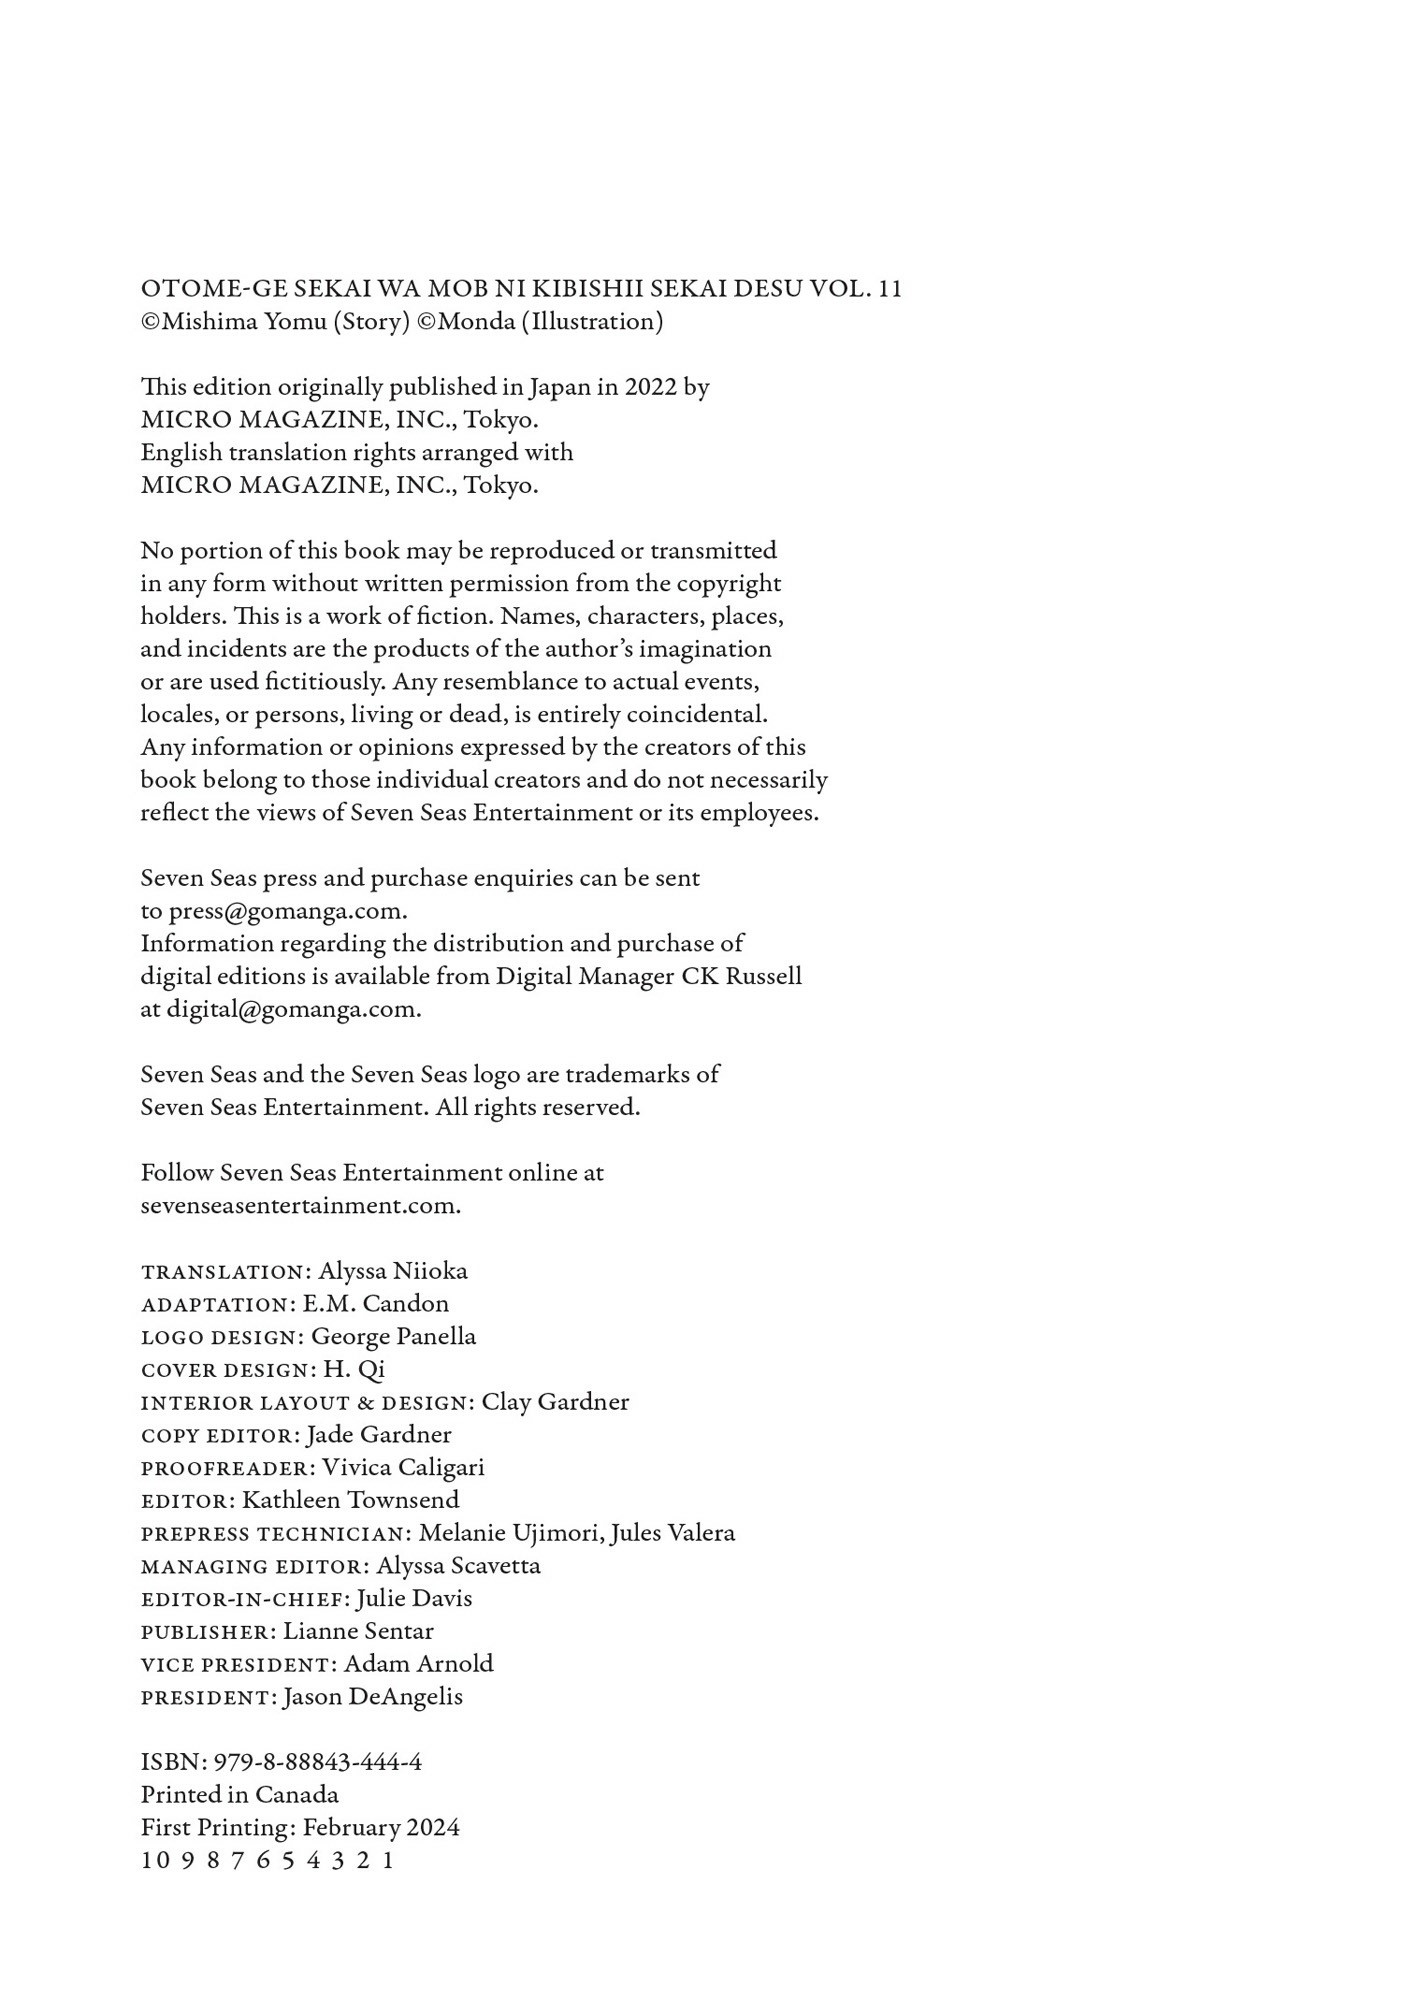 OTOME-GE SEKAI WA MOB NI KIBISHII SEKAI DESU VOL. 11
©Mishima Yomu (Story) ©Monda (Illustration)
This edition originally published in Japan in 2022 by
MICRO MAGAZINE, INC., Tokyo.
English translation rights arranged with
MICRO MAGAZINE, INC., Tokyo.
No portion of this book may be reproduced or transmitted
in any form without written permission from the copyright
holders. This is a work of fiction. Names, characters, places,
and incidents are the products of the author’s imagination
or are used fictitiously. Any resemblance to actual events,
locales, or persons, living or dead, is entirely coincidental.
Any information or opinions expressed by the creators of this
book belong to those individual creators and do not necessarily
reflect the views of Seven Seas Entertainment or its employees.
Seven Seas press and purchase enquiries can be sent
to press@gomanga.com.
Information regarding the distribution and purchase of
digital editions is available from Digital Manager CK Russell
at digital@gomanga.com.
Seven Seas and the Seven Seas logo are trademarks of
Seven Seas Entertainment. All rights reserved.
Follow Seven Seas Entertainment online at
sevenseasentertainment.com.
TRANSLATION: Alyssa Niioka
ADAPTATION: E.M. Candon
LOGO DESIGN: George Panella
COVER DESIGN: H. Qi
INTERIOR LAYOUT & DESIGN: Clay Gardner
COPY EDITOR: Jade Gardner
PROOFREADER: Vivica Caligari
EDITOR: Kathleen Townsend
PREPRESS TECHNICIAN: Melanie Ujimori, Jules Valera
MANAGING EDITOR: Alyssa Scavetta
EDITOR-IN-CHIEF: Julie Davis
PUBLISHER: Lianne Sentar
VICE PRESIDENT: Adam Arnold
PRESIDENT: Jason DeAngelis
ISBN: 979-8-88843-444-4
Printed in Canada
First Printing: February 2024
10 9 8 7 6 5 4 3 2 1